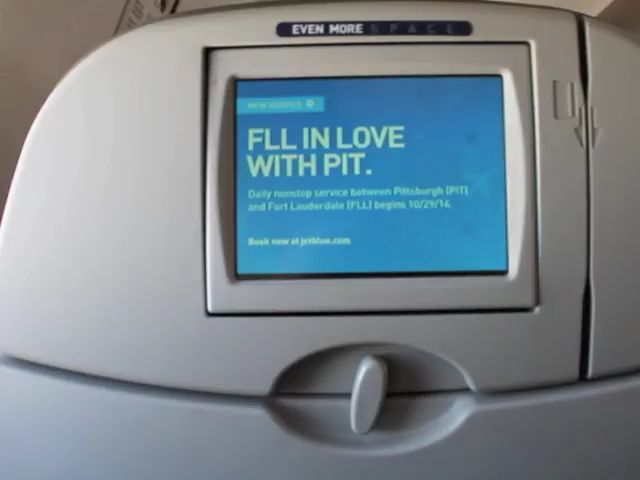 EVEN MORE SPACE
NEW SERVICE
FLL IN LOVE
WITH PIT.
Daily nonstop service between Pittsburgh (PIT)
and Fort Lauderdale (FLL) begins 10/29/14.
Book now at jetblue.com